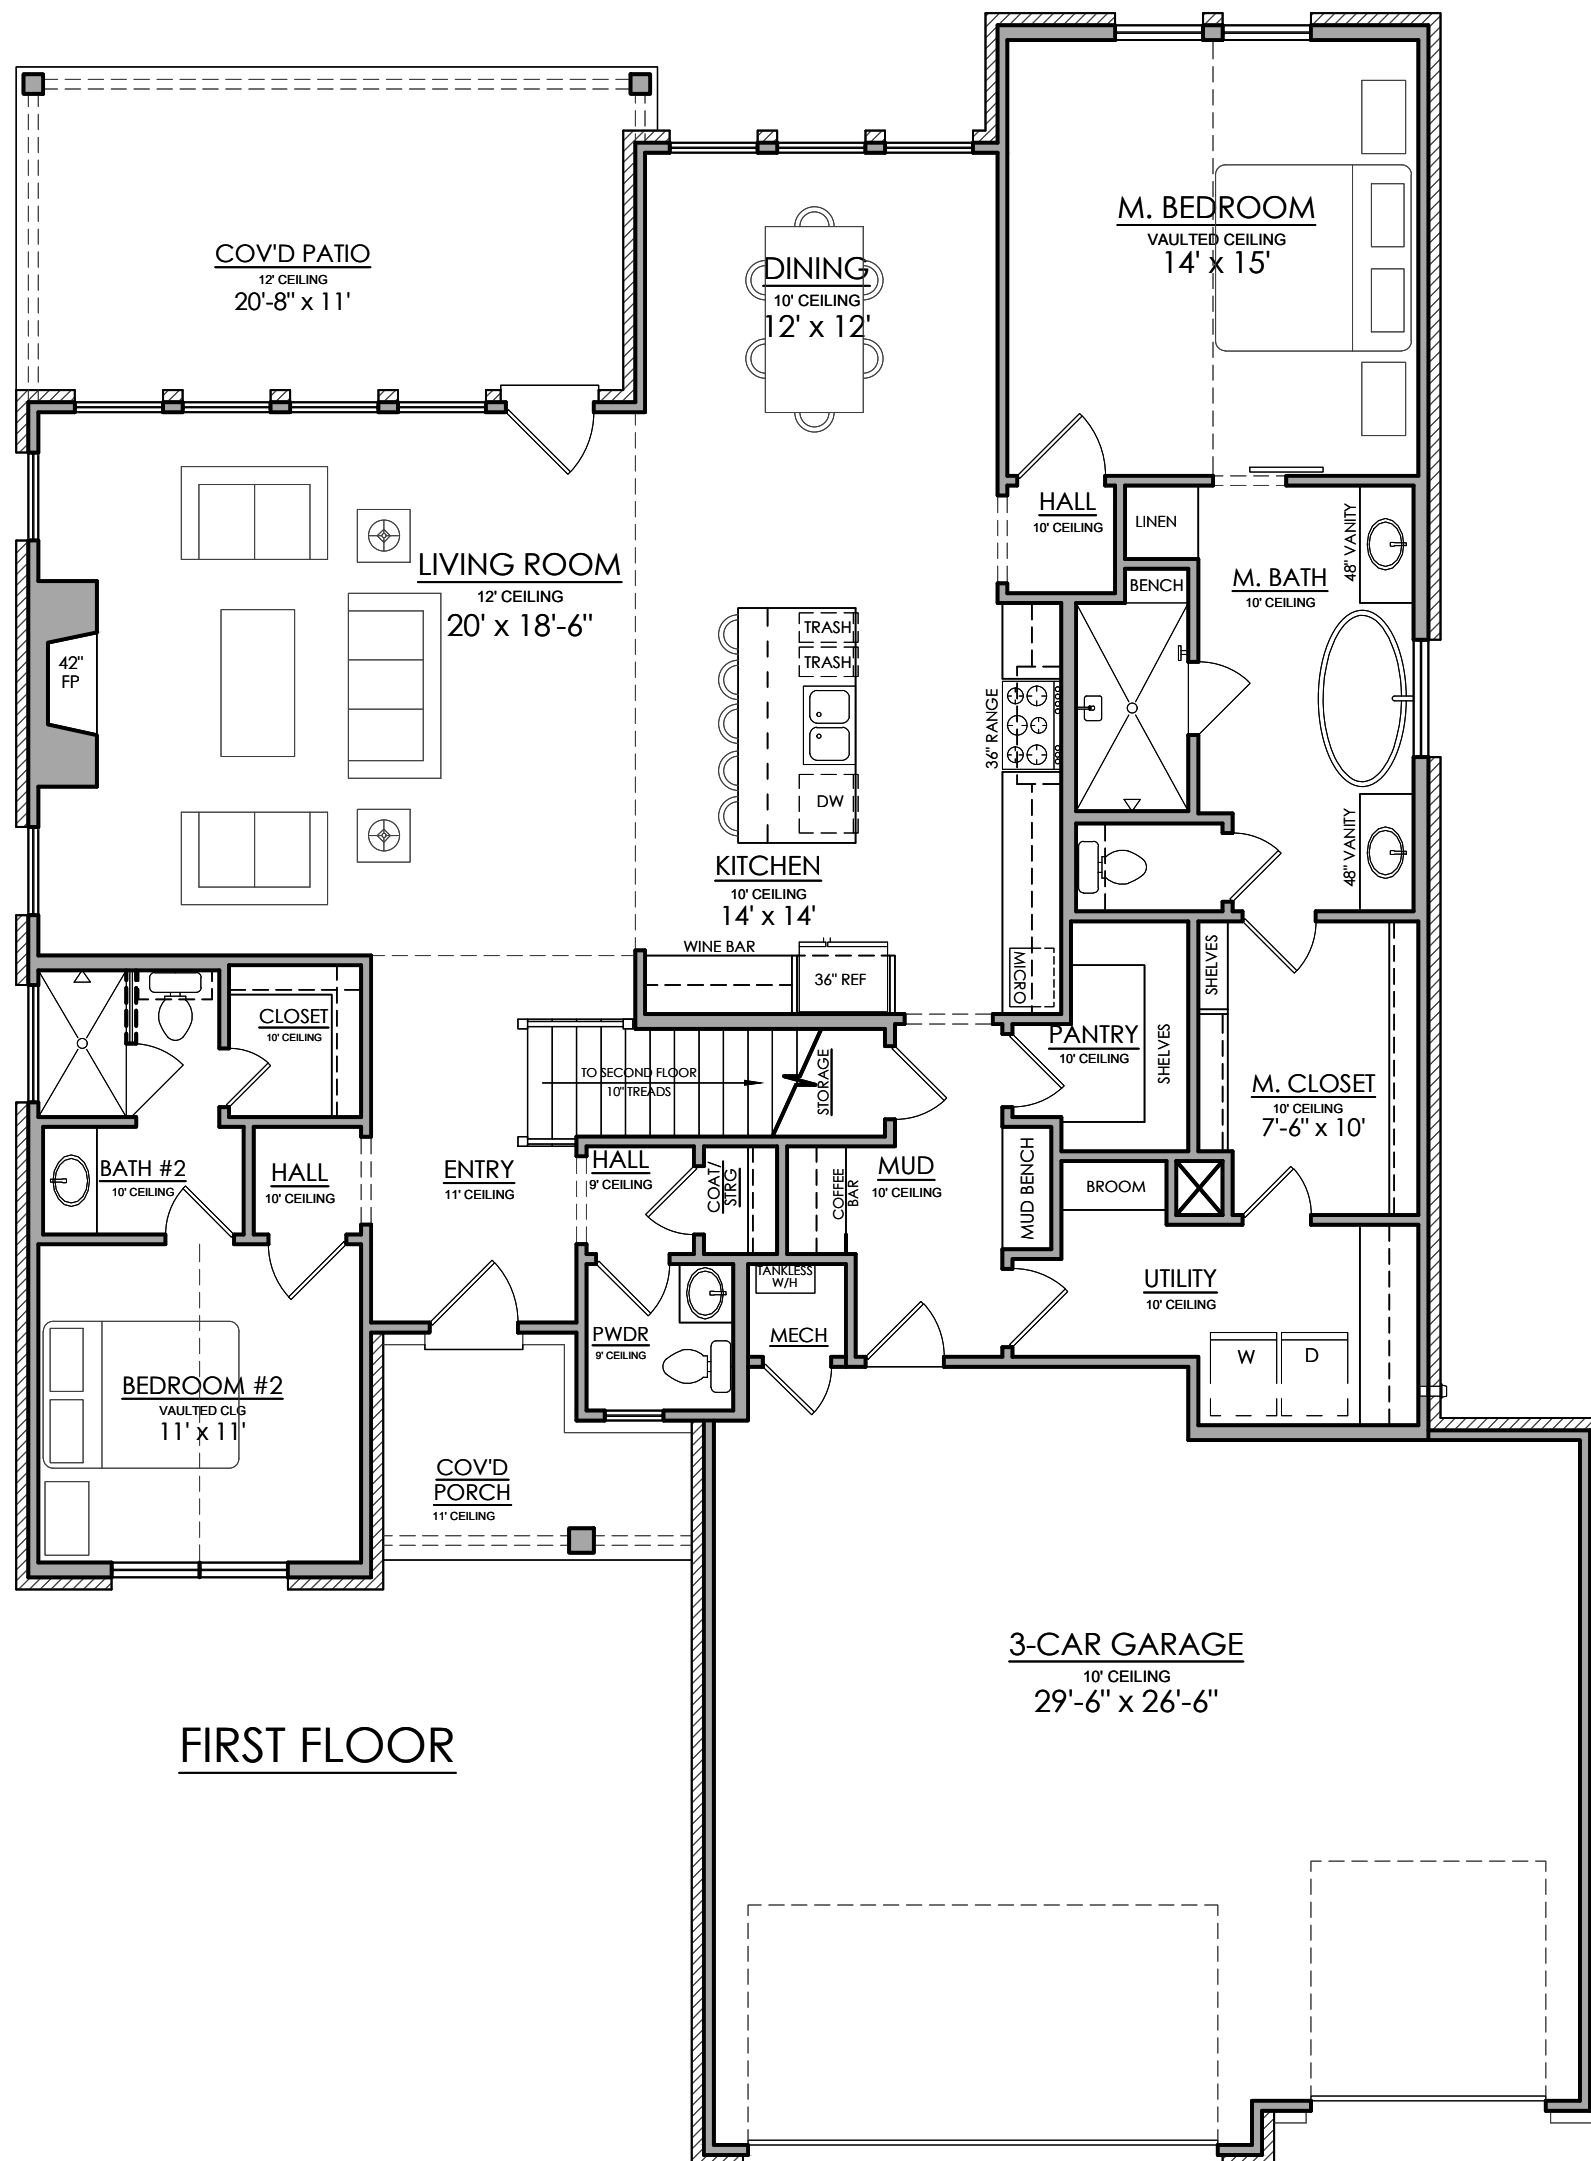 COV'D PATIO
12' CEILING
20'-8" x 11'
DINING
10' CEILING
12' x 12'
M. BEDROOM
VAULTED CEILING
14' x 15'
HALL
10' CEILING
LINEN
48" VANITY
BENCH
M. BATH
10' CEILING
LIVING ROOM
12' CEILING
20' x 18'-6"
42"
FP
TRASH
TRASH
DW
36" RANGE
KITCHEN
10' CEILING
14' x 14'
48" VANITY
WINE BAR
36" REF
MICRO
SHELVES
CLOSET
10' CEILING
PANTRY
10' CEILING
SHELVES
TO SECOND FLOOR
10" TREADS
STORAGE
M. CLOSET
10' CEILING
7'-6" x 10'
BATH #2
10' CEILING
HALL
10' CEILING
ENTRY
11' CEILING
HALL
9' CEILING
COAT/
STRG
COFFEE
BAR
MUD
10' CEILING
MUD BENCH
BROOM
TANKLESS
W/H
UTILITY
10' CEILING
PWDR
9' CEILING
MECH
W
D
BEDROOM #2
VAULTED CLG
11' x 11'
COV'D
PORCH
11' CEILING
3-CAR GARAGE
10' CEILING
29'-6" x 26'-6"
FIRST FLOOR